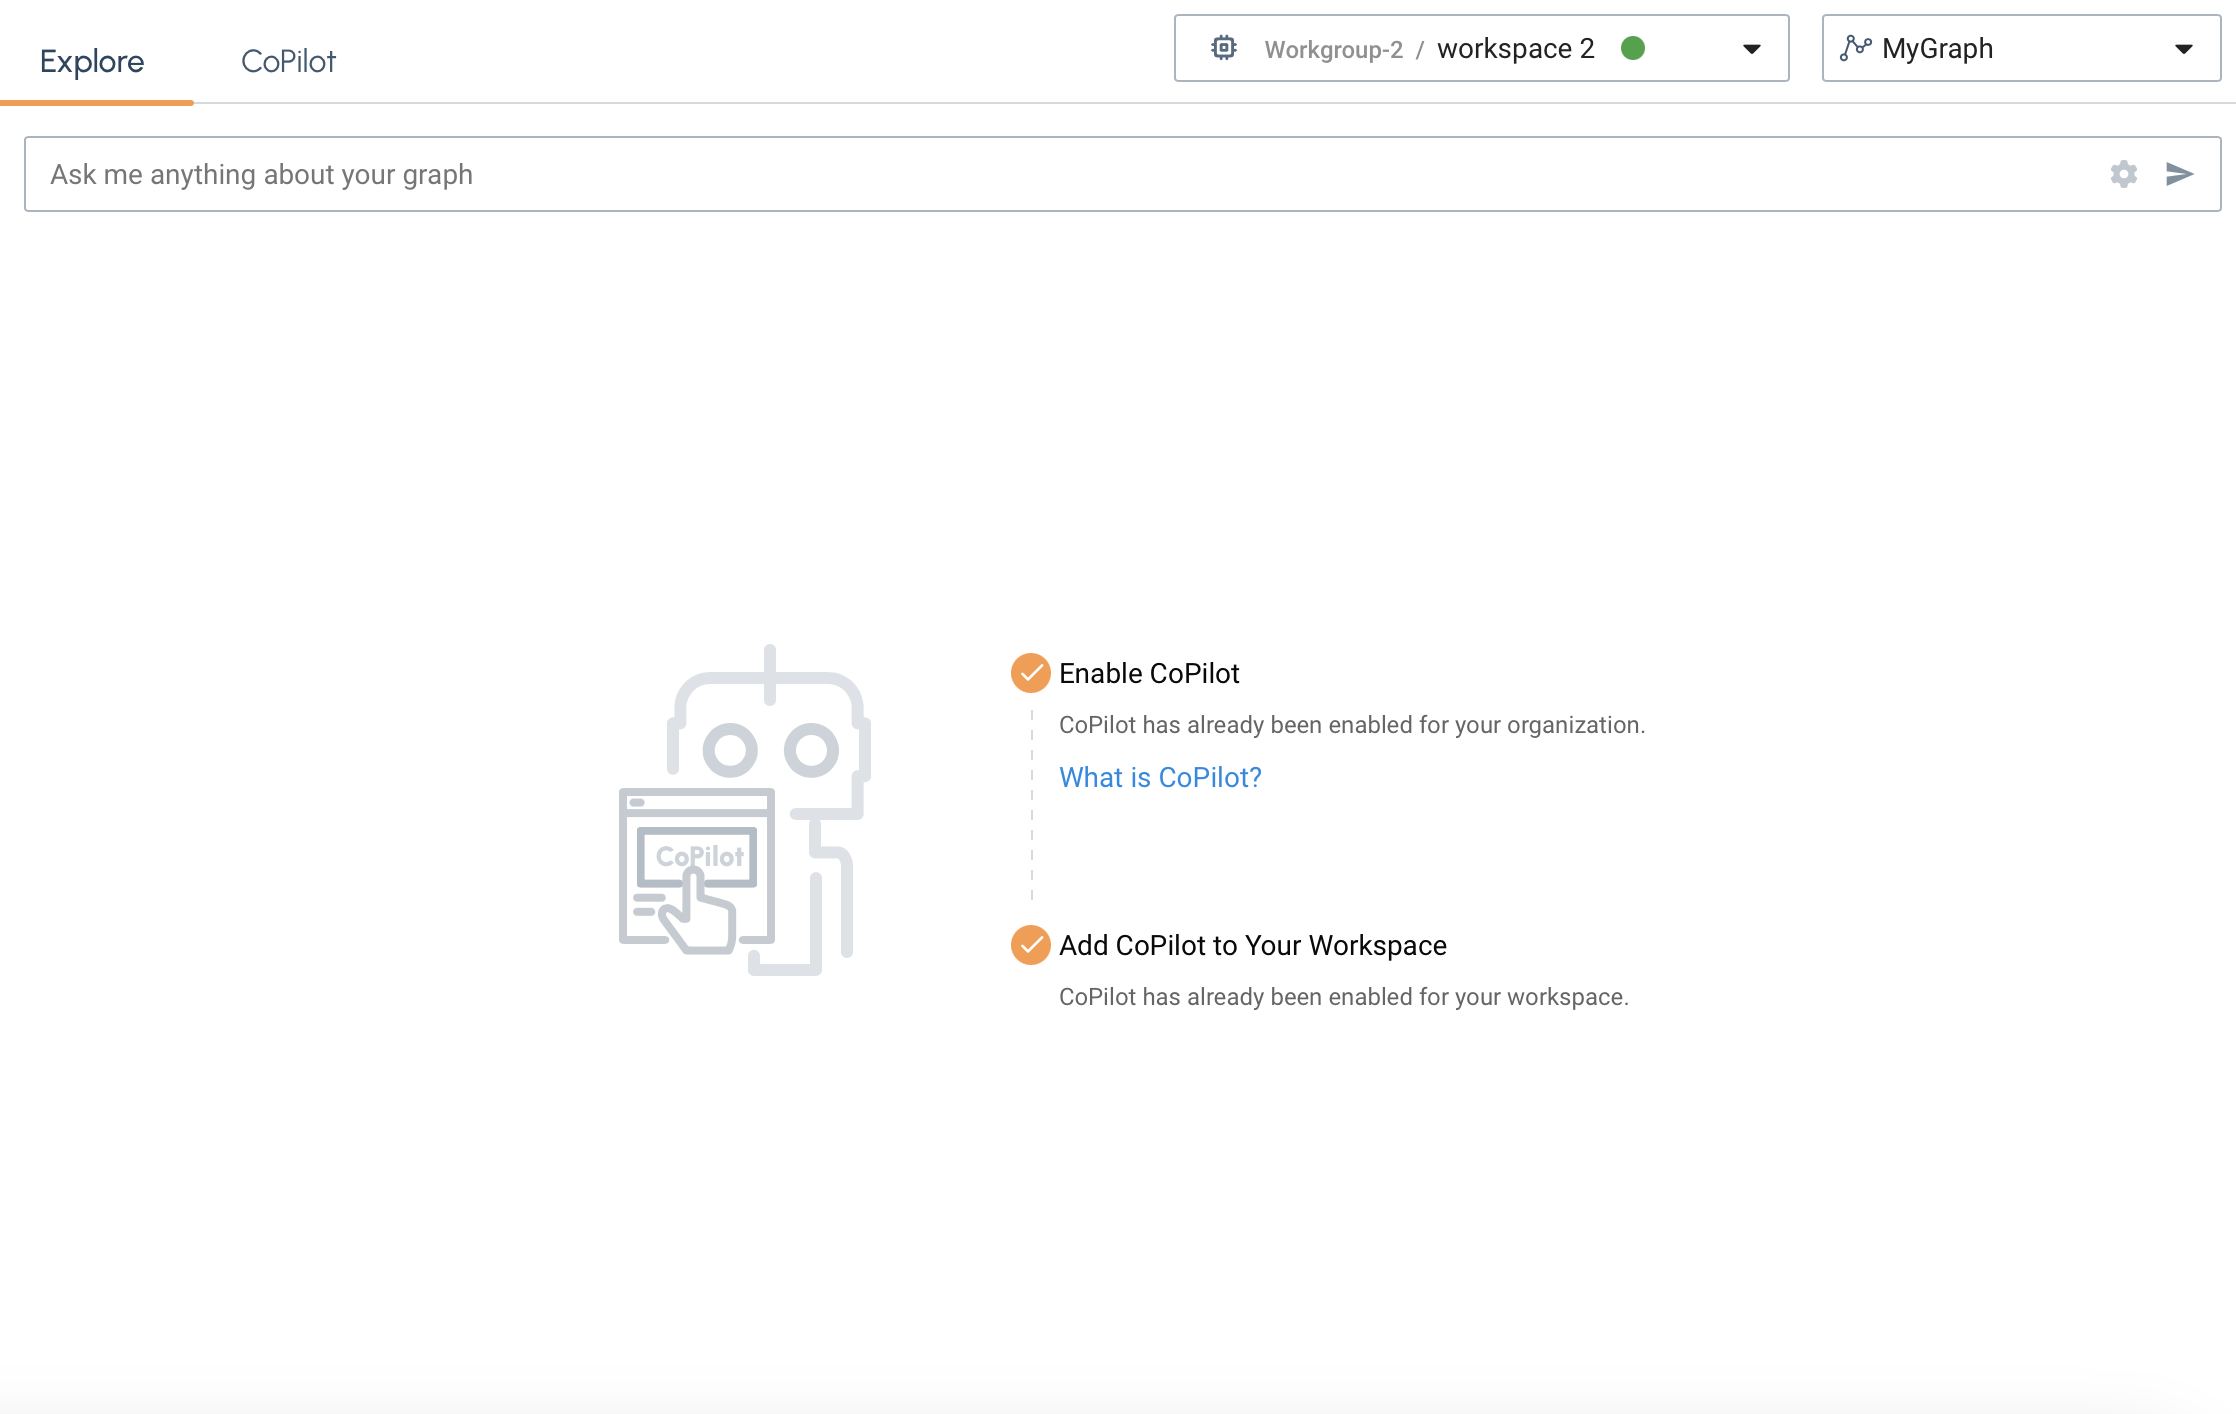 Explore
CoPilot
Workgroup-2 / workspace 2
MyGraph
Ask me anything about your graph
Enable CoPilot
CoPilot has already been enabled for your organization.
What is CoPilot?
CoPilot
Add CoPilot to Your Workspace
CoPilot has already been enabled for your workspace.